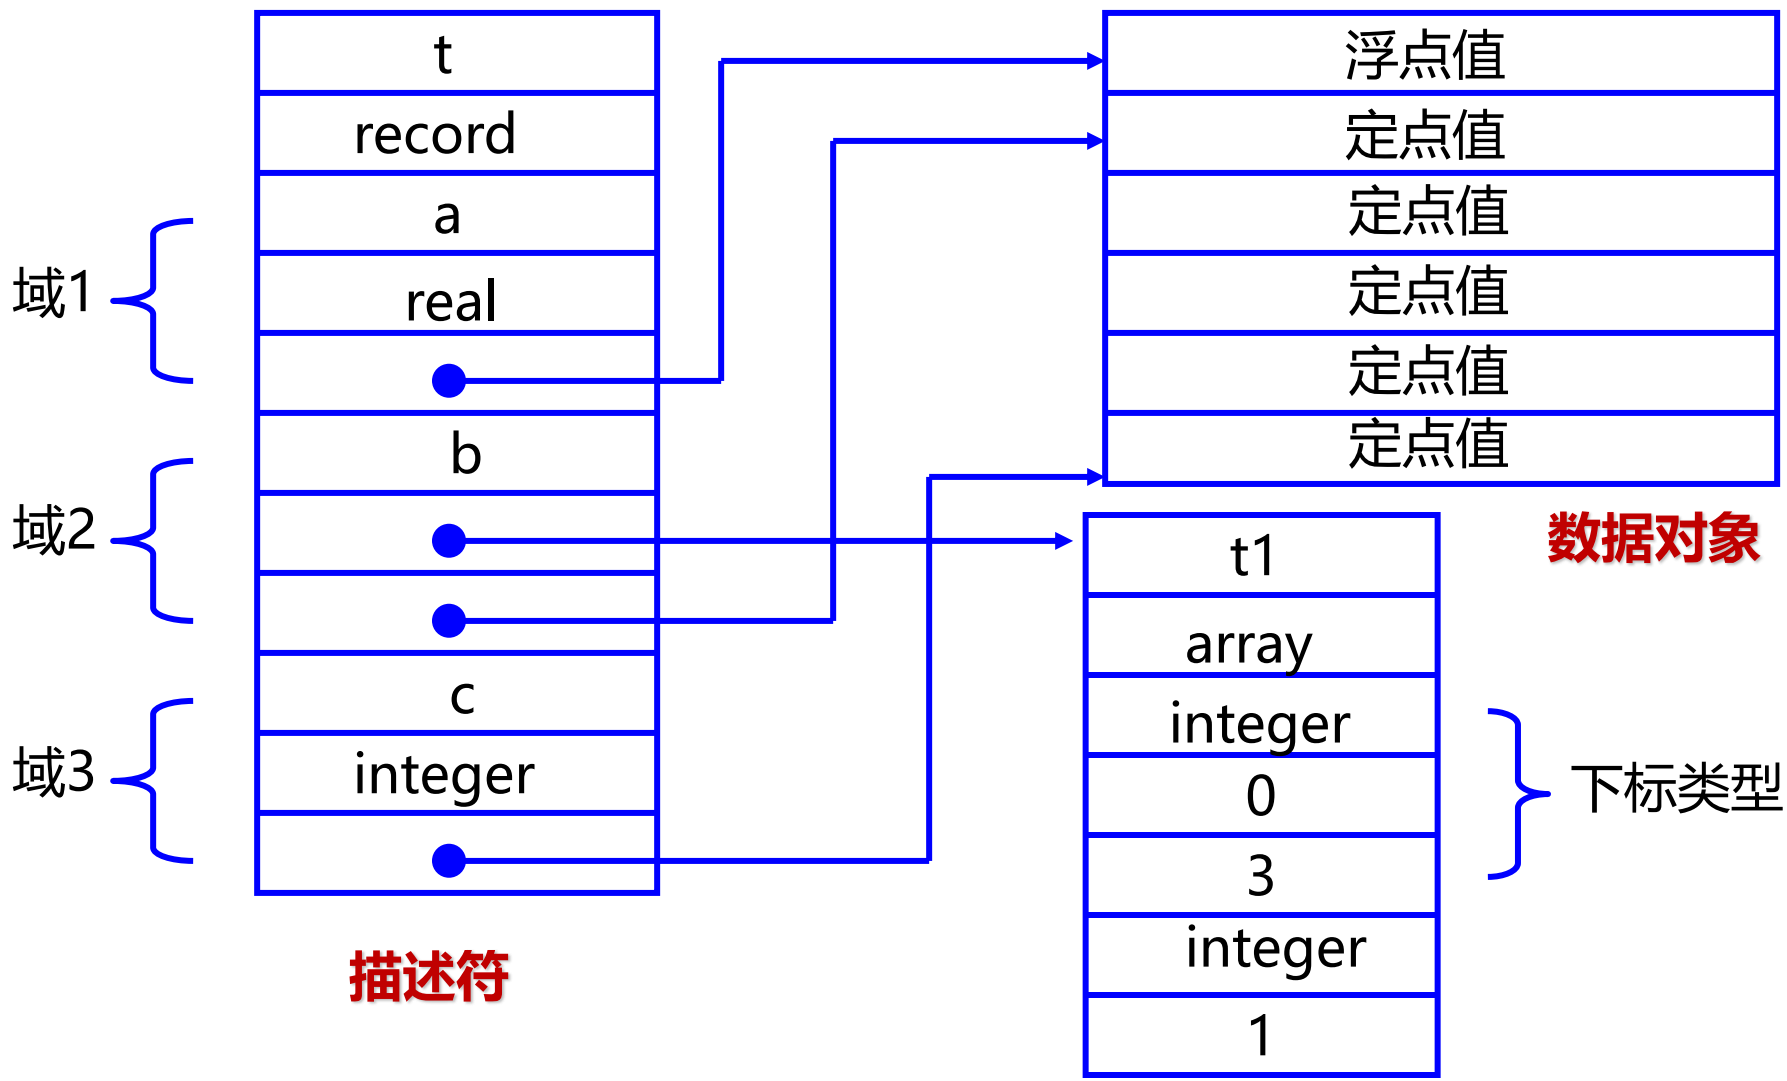 t
record
a
real
b
c
integer
域1
域2
域3
描述符
浮点值
定点值
定点值
定点值
定点值
定点值
数据对象
t1
array
integer
0
3
integer
1
下标类型